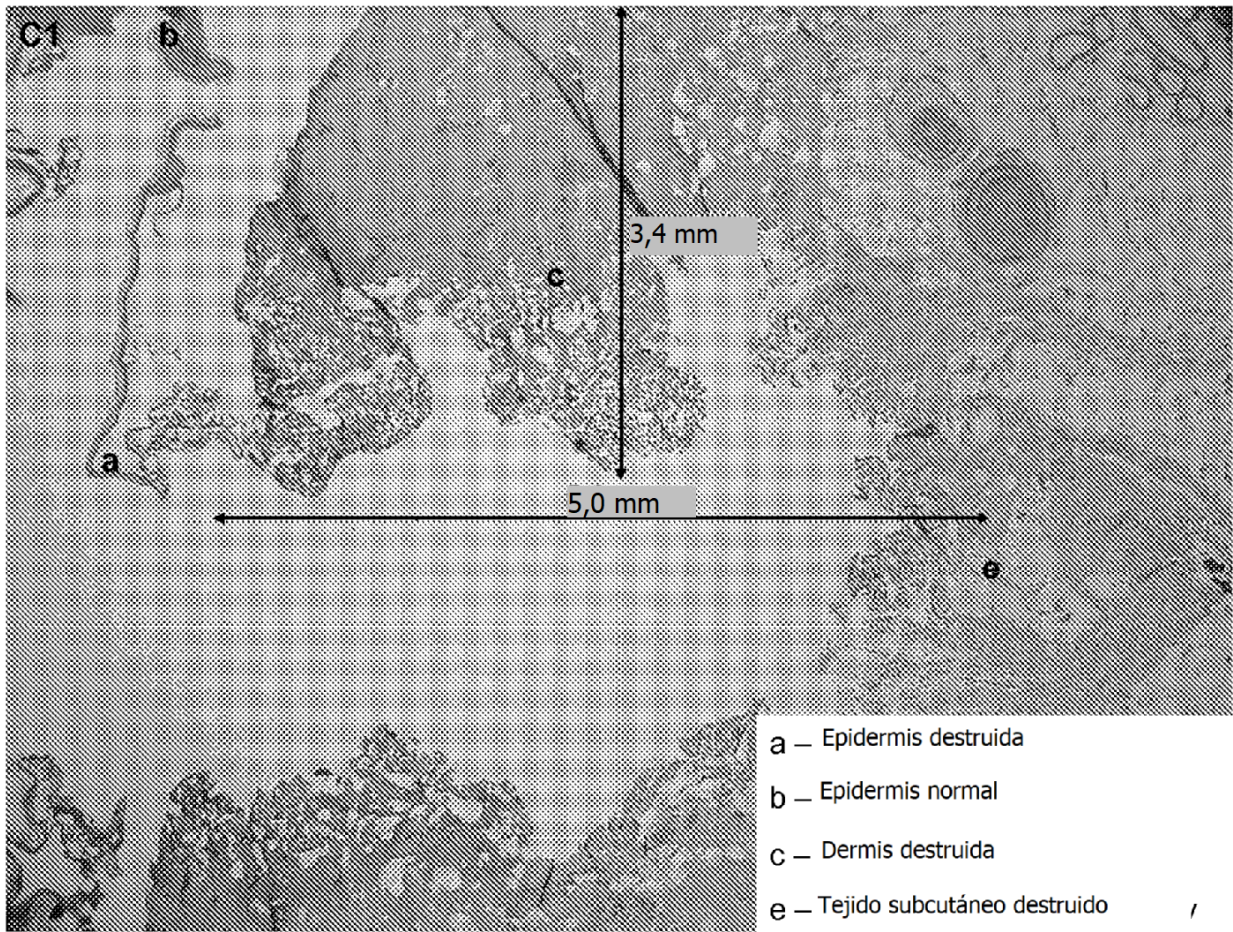 C1
b
3,4 mm
c
a
5,0 mm
e
a – Epidermis destruida
b – Epidermis normal
c – Dermis destruida
e – Tejido subcutáneo destruido